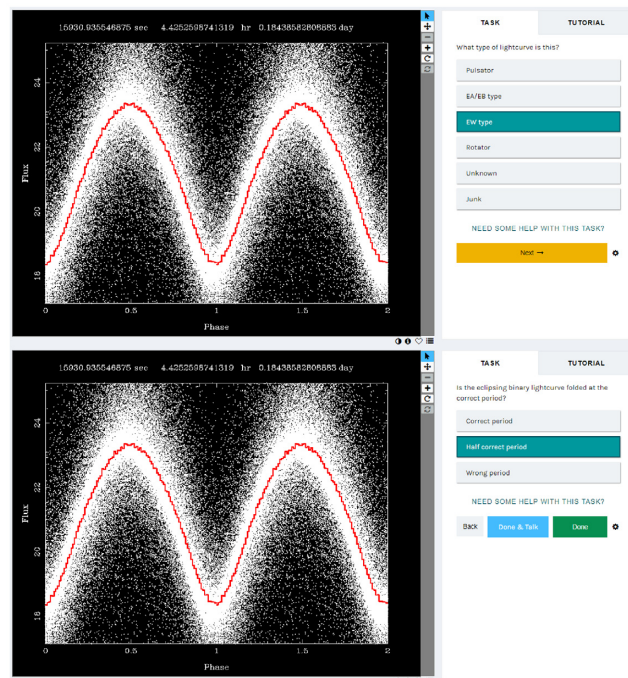 TASK
TUTORIAL
15930.935546875 sec 4.4252598741319 hr 0.18438582808883 day
What type of lightcurve is this?
Pulsator
EA/EB type
EW type
Rotator
Unknown
Junk
NEED SOME HELP WITH THIS TASK?
Next →
Flux
24
22
20
18
0
0.5
1
1.5
2
Phase
TASK
TUTORIAL
15930.935546875 sec 4.4252598741319 hr 0.18438582808883 day
Is the eclipsing binary lightcurve folded at the
correct period?
Correct period
Half correct period
Wrong period
NEED SOME HELP WITH THIS TASK?
Back
Done & Talk
Done
Flux
24
22
20
18
0
0.5
1
1.5
2
Phase